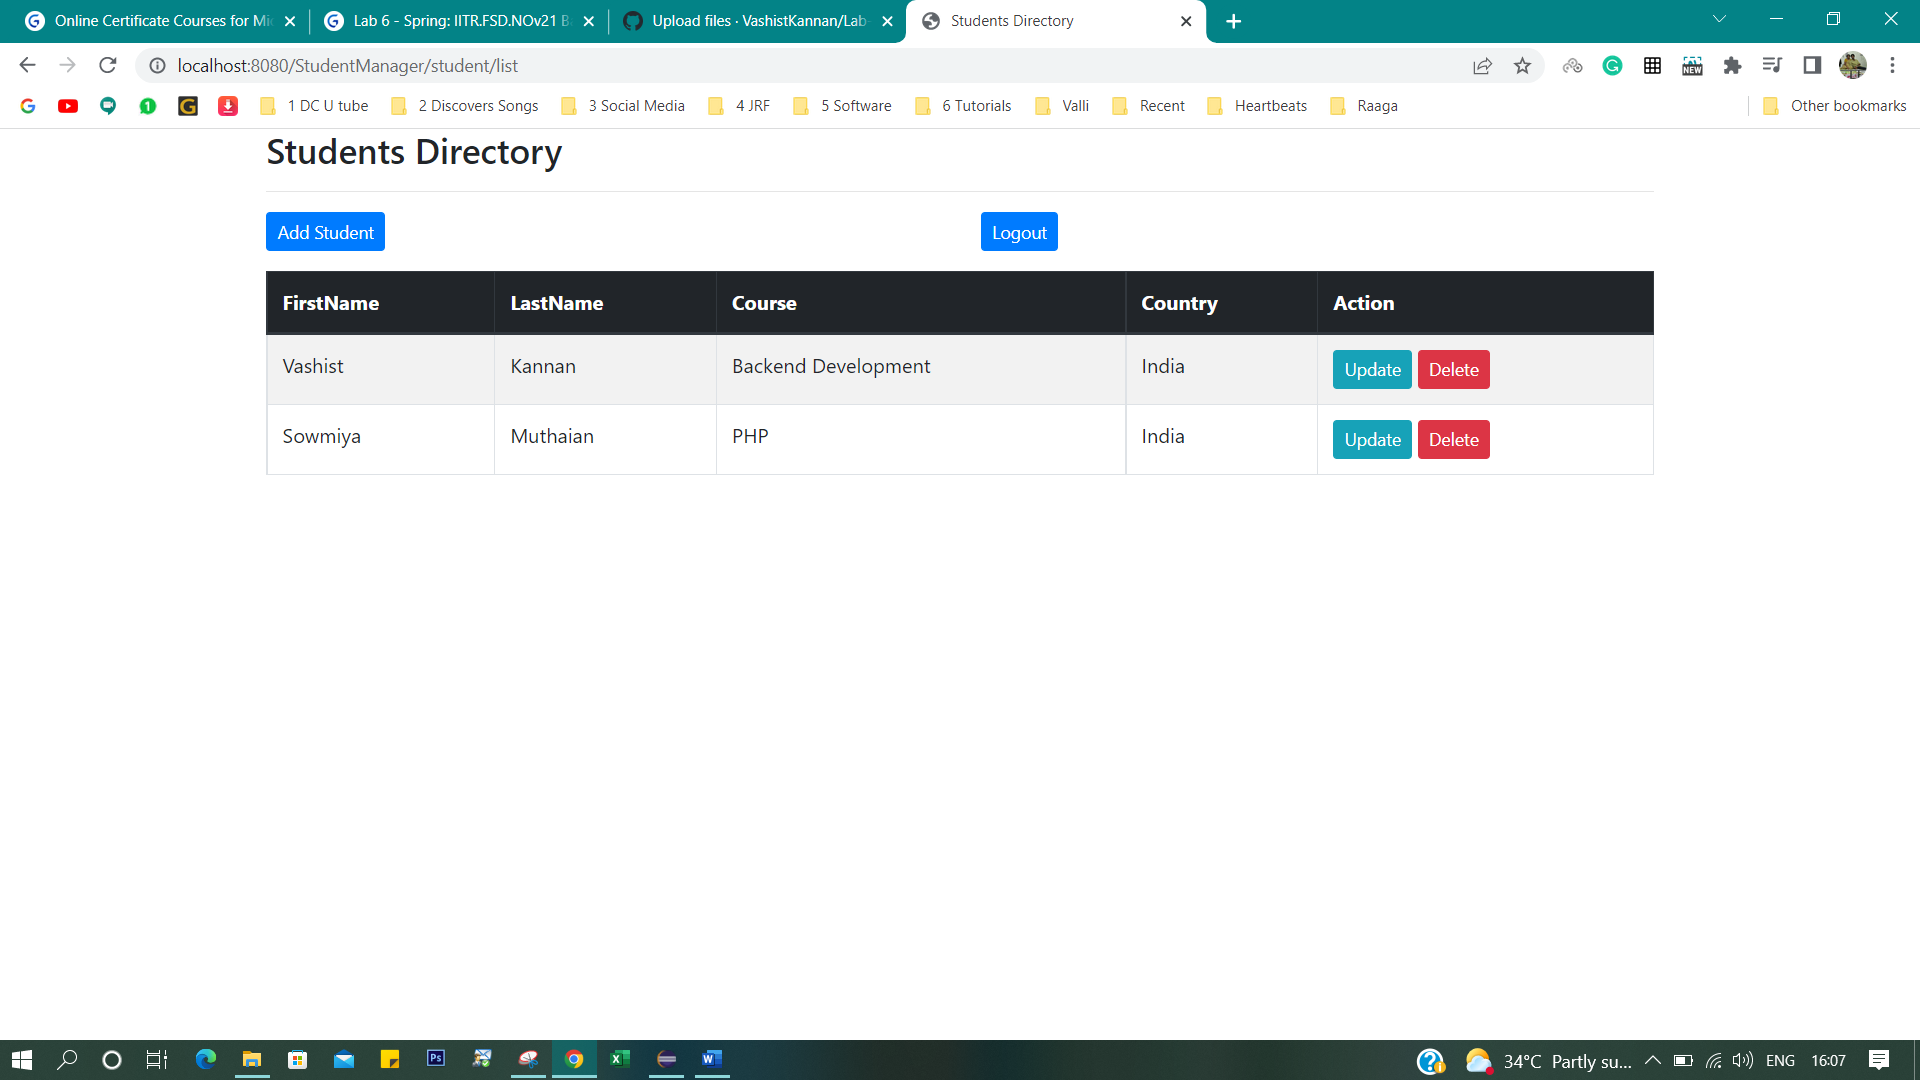 Online Certificate Courses for Mic
Lab 6 - Spring: IITR.FSD.NOv21 B
Upload files · VashistKannan/Lab-
Students Directory
localhost:8080/StudentManager/student/list
1 DC U tube
2 Discovers Songs
3 Social Media
4 JRF
5 Software
6 Tutorials
Valli
Recent
Heartbeats
Raaga
Other bookmarks
Students Directory
Add Student
Logout
FirstName LastName Course Country Action
Vashist Kannan Backend Development India Update Delete
Sowmiya Muthaian PHP India Update Delete
34°C Partly su... ENG 16:07